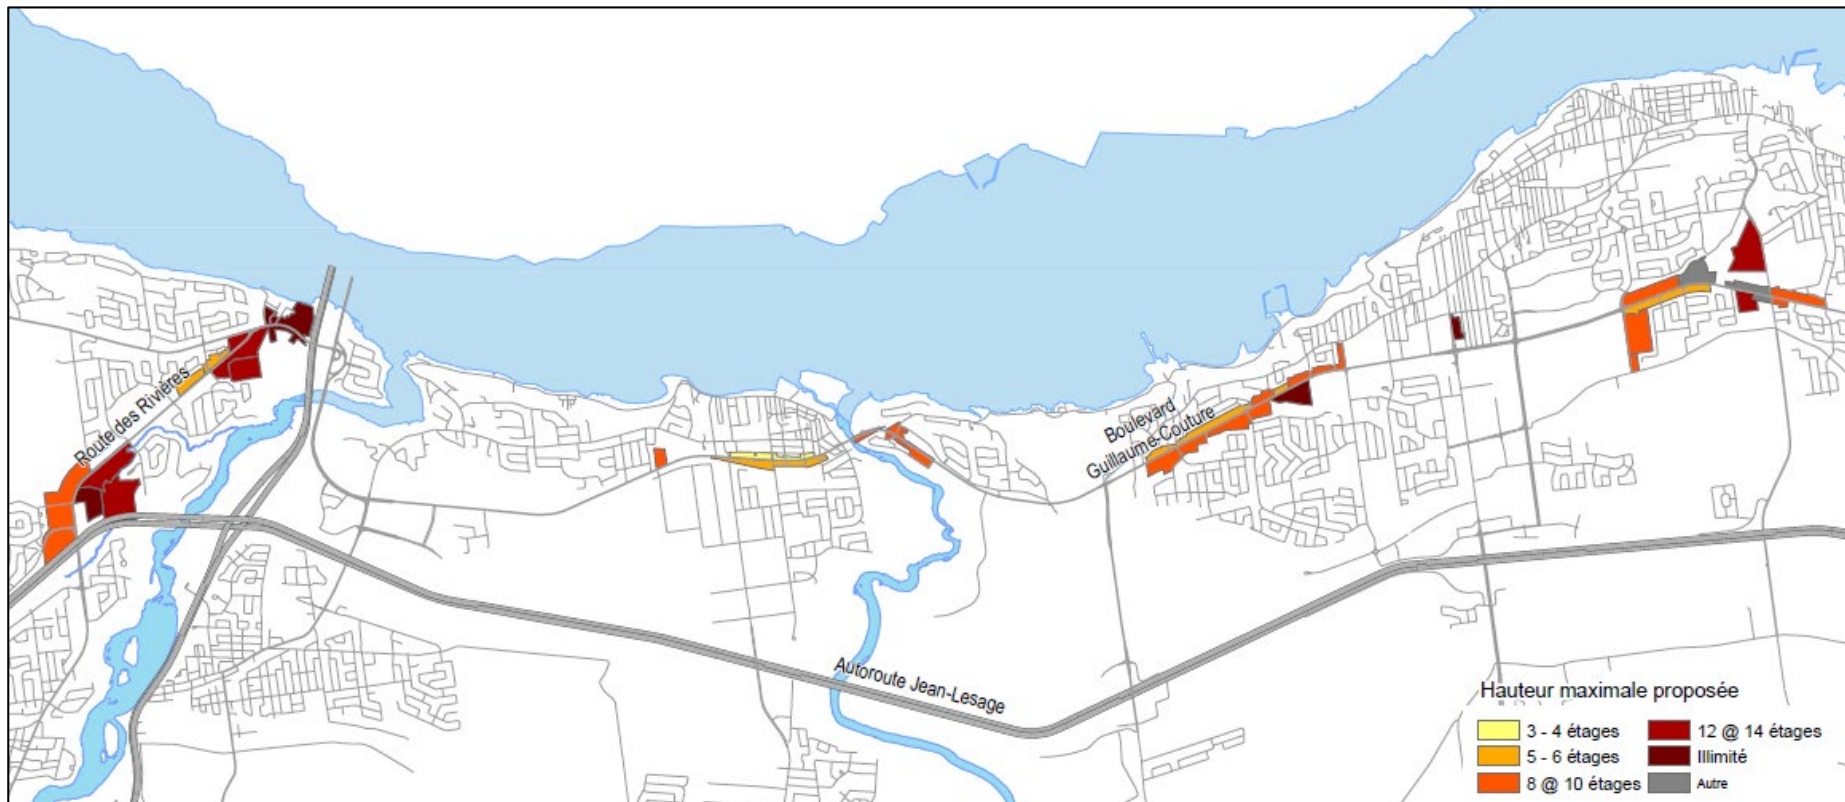 Route des Rivières
Boulevard
Guillaume-Couture
Autoroute Jean-Lesage
Hauteur maximale proposée
3 - 4 étages
12 @ 14 étages
5 - 6 étages
Illimité
8 @ 10 étages
Autre